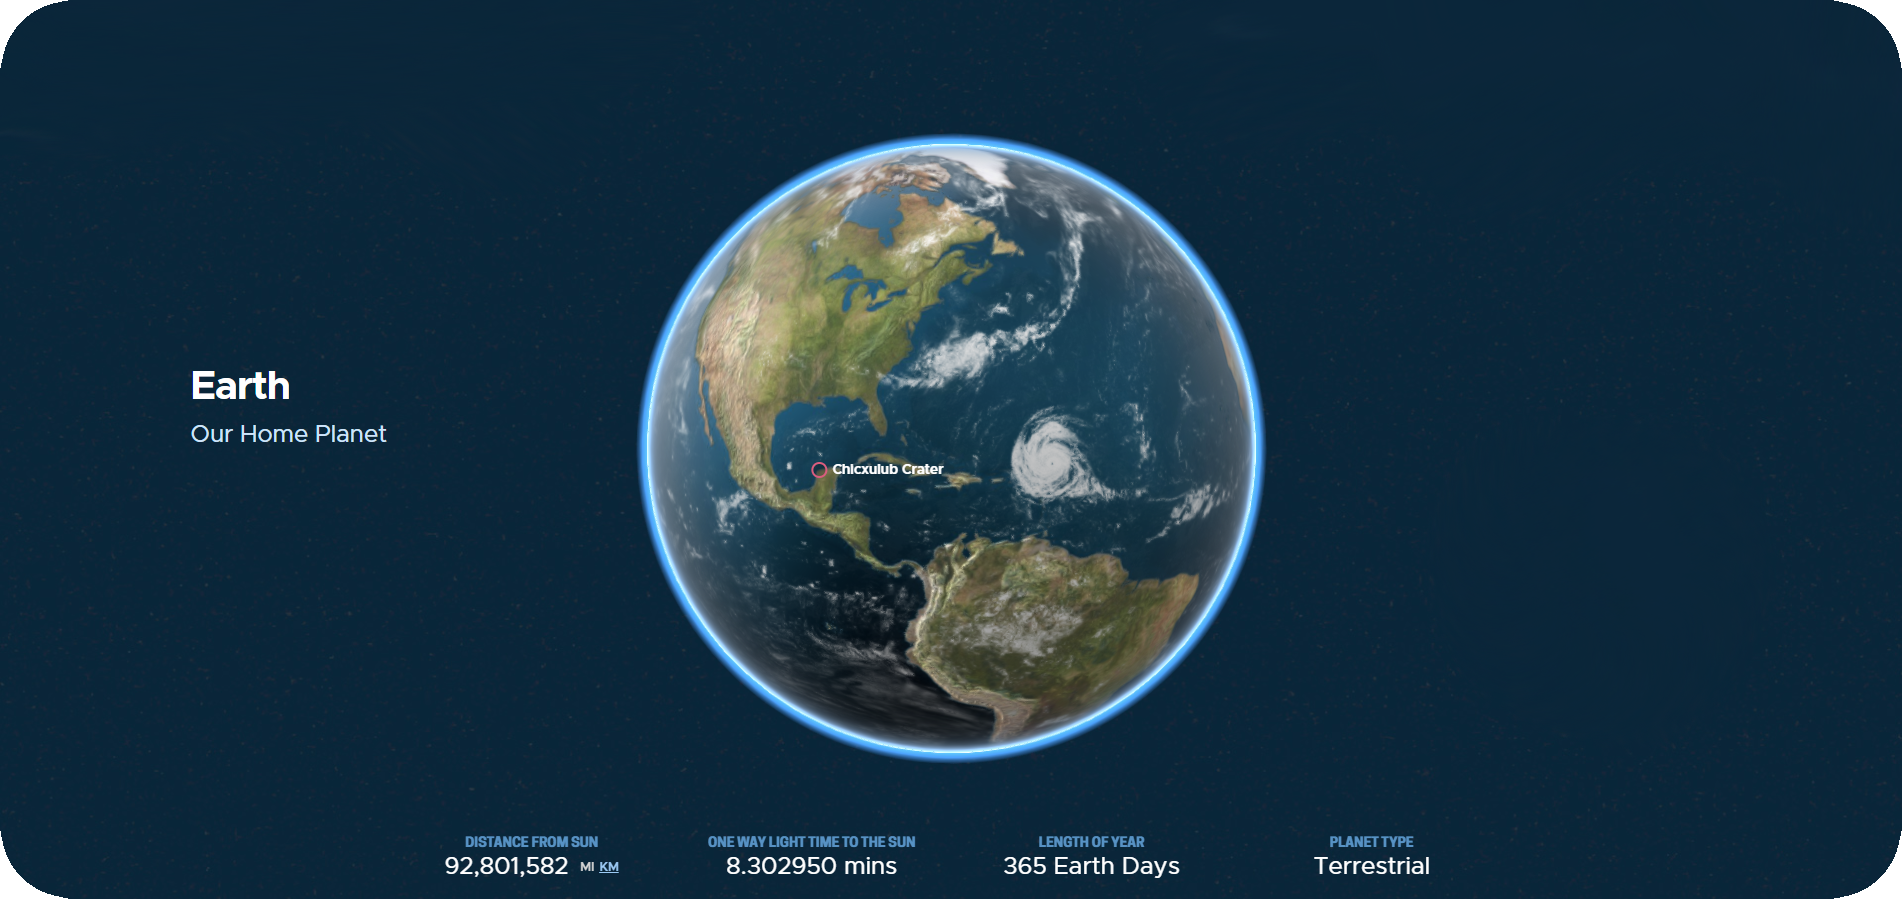 Earth
Our Home Planet
Chicxulub Crater
DISTANCE FROM SUN
92,801,582 MI KM
ONE WAY LIGHT TIME TO THE SUN
8.302950 mins
LENGTH OF YEAR
365 Earth Days
PLANET TYPE
Terrestrial